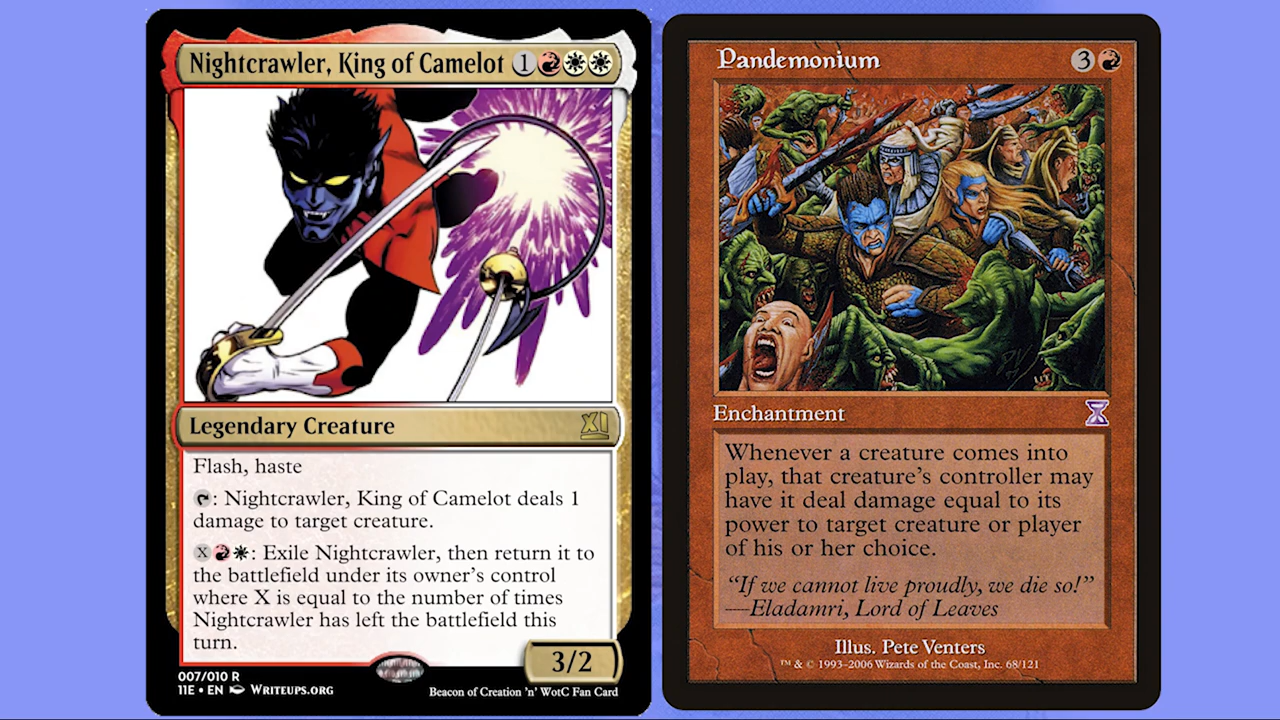 Nightcrawler, King of Camelot 1
Legendary Creature XI
Flash, haste
: Nightcrawler, King of Camelot deals 1
damage to target creature.
X : Exile Nightcrawler, then return it to
the battlefield under its owner's control
where X is equal to the number of times
Nightcrawler has left the battlefield this
turn.
3/2
007/010 R
11E • EN Writeups.org
Beacon of Creation 'n' WotC Fan Card
Pandemonium 3
Enchantment
Whenever a creature comes into
play, that creature's controller may
have it deal damage equal to its
power to target creature or player
of his or her choice.
"If we cannot live proudly, we die so!"
—Eladamri, Lord of Leaves
Illus. Pete Venters
™ & © 1993–2006 Wizards of the Coast, Inc. 68/121